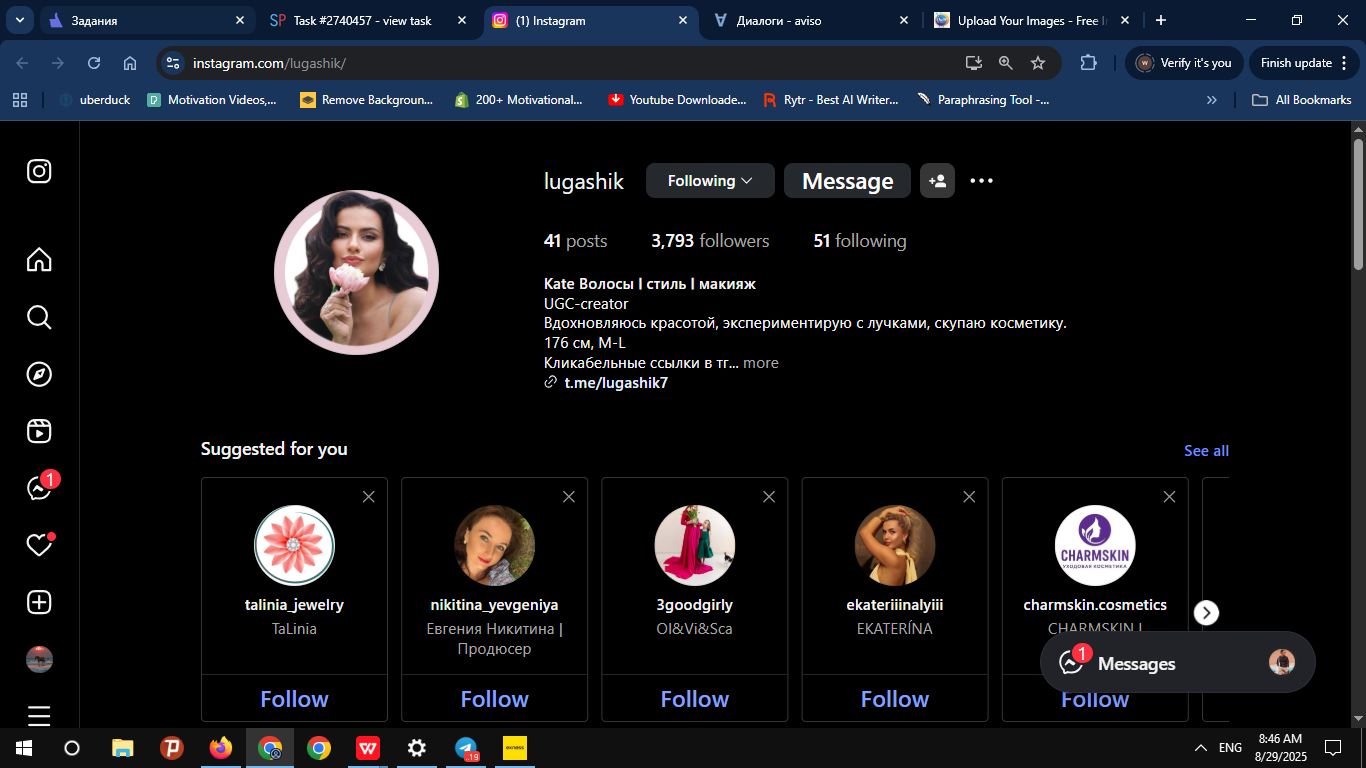 Задания
Task #2740457 - view task
(1) Instagram
Диалоги - aviso
Upload Your Images - Free I
instagram.com/lugashik/
Verify it's you
Finish update
uberduck
Motivation Videos,...
Remove Backgroun...
200+ Motivational...
Youtube Downloade...
Rytr - Best AI Writer...
Paraphrasing Tool -...
All Bookmarks
lugashik
Following
Message
41 posts
3,793 followers
51 following
Kate Волосы I стиль I макияж
UGC-creator
Вдохновляюсь красотой, экспериментирую с лучками, скупаю косметику.
176 см, M-L
Кликабельные ссылки в тг... more
t.me/lugashik7
Suggested for you
See all
talinia_jewelry
TaLinia
Follow
nikitina_yevgeniya
Евгения Никитина |
Продюсер
Follow
3goodgirly
Ol&Vi&Sca
Follow
ekateriiinalyiii
EKATERÍNA
Follow
CHARMSKIN
УХОДОВАЯ КОСМЕТИКА
charmskin.cosmetics
CHARMSKIN |
Follow
1
1
Messages
19
exness
ENG
8:46 AM
8/29/2025